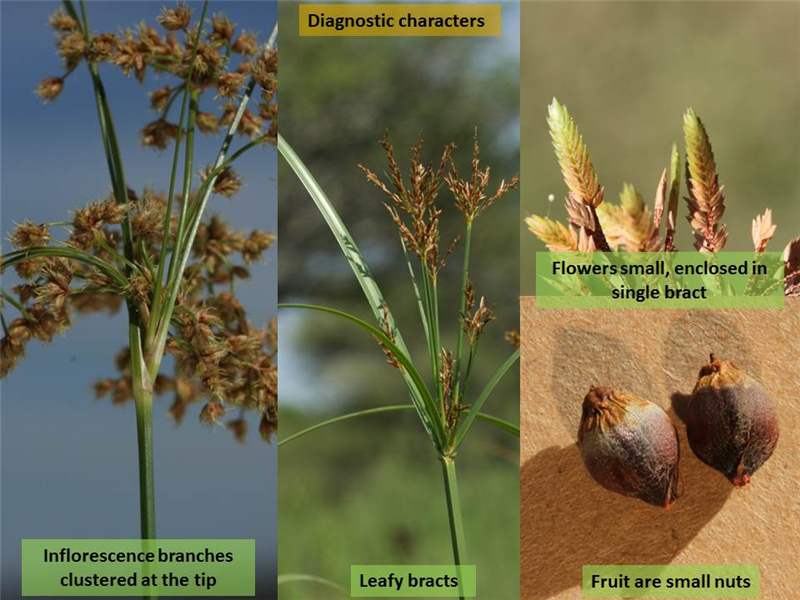 Diagnostic characters
Flowers small, enclosed in
single bract
Inflorescence branches
clustered at the tip
Leafy bracts
Fruit are small nuts